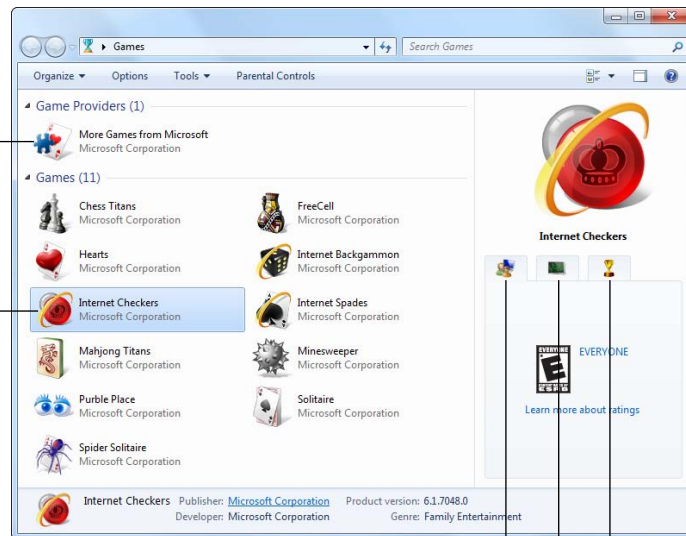 Games
Search Games
Organize Options Tools Parental Controls
Game Providers (1)
More Games from Microsoft
Microsoft Corporation
Games (11)
Chess Titans
Microsoft Corporation
FreeCell
Microsoft Corporation
Hearts
Microsoft Corporation
Internet Backgammon
Microsoft Corporation
Internet Checkers
Microsoft Corporation
Internet Spades
Microsoft Corporation
Mahjong Titans
Microsoft Corporation
Minesweeper
Microsoft Corporation
Purble Place
Microsoft Corporation
Solitaire
Microsoft Corporation
Spider Solitaire
Microsoft Corporation
Internet Checkers
EVERYONE
E
EVERYONE
Learn more about ratings
Internet Checkers Publisher: Microsoft Corporation Product version: 6.1.7048.0
Developer: Microsoft Corporation Genre: Family Entertainment